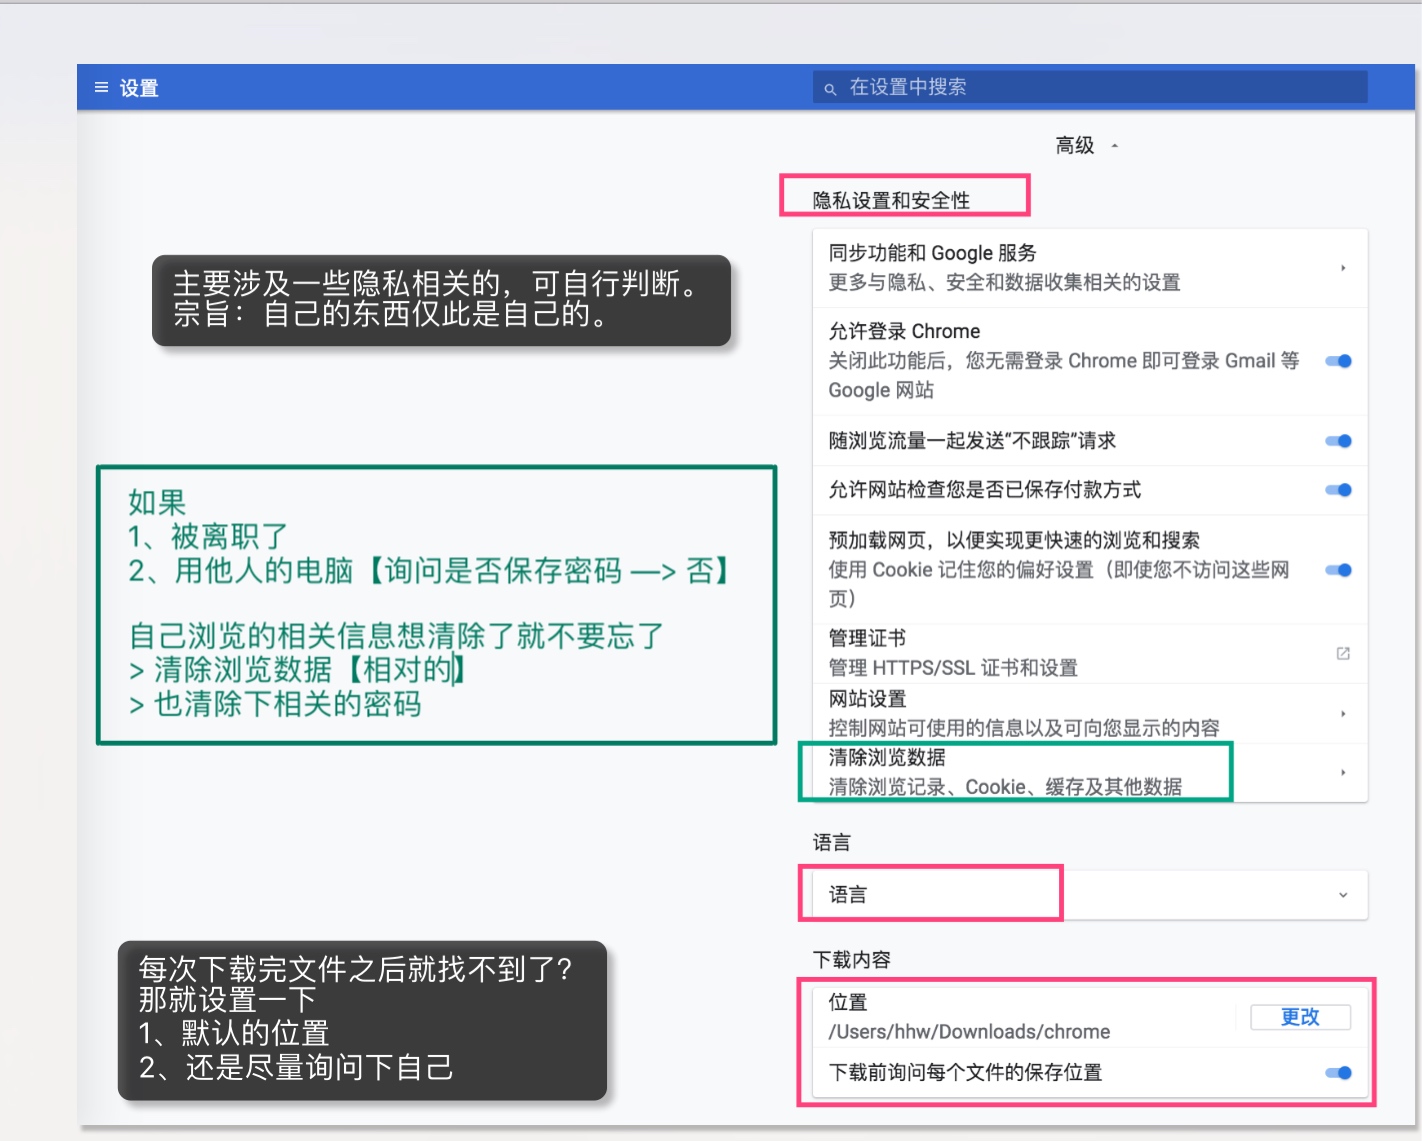 设置
在设置中搜索
高级
隐私设置和安全性
同步功能和 Google 服务
更多与隐私、安全和数据收集相关的设置
主要涉及一些隐私相关的，可自行判断。
宗旨：自己的东西仅此是自己的。
允许登录 Chrome
关闭此功能后，您无需登录 Chrome 即可登录 Gmail 等
Google 网站
随浏览流量一起发送“不跟踪”请求
允许网站检查您是否已保存付款方式
预加载网页，以便实现更快速的浏览和搜索
使用 Cookie 记住您的偏好设置（即使您不访问这些网
页）
管理证书
管理 HTTPS/SSL 证书和设置
网站设置
控制网站可使用的信息以及可向您显示的内容
清除浏览数据
清除浏览记录、Cookie、缓存及其他数据
如果
1、被离职了
2、用他人的电脑【询问是否保存密码 —> 否】
自己浏览的相关信息想清除了就不要忘了
> 清除浏览数据【相对的】
> 也清除下相关的密码
语言
语言
下载内容
位置
/Users/hhw/Downloads/chrome
更改
下载前询问每个文件的保存位置
每次下载完文件之后就找不到了？
那就设置一下
1、默认的位置
2、还是尽量询问下自己